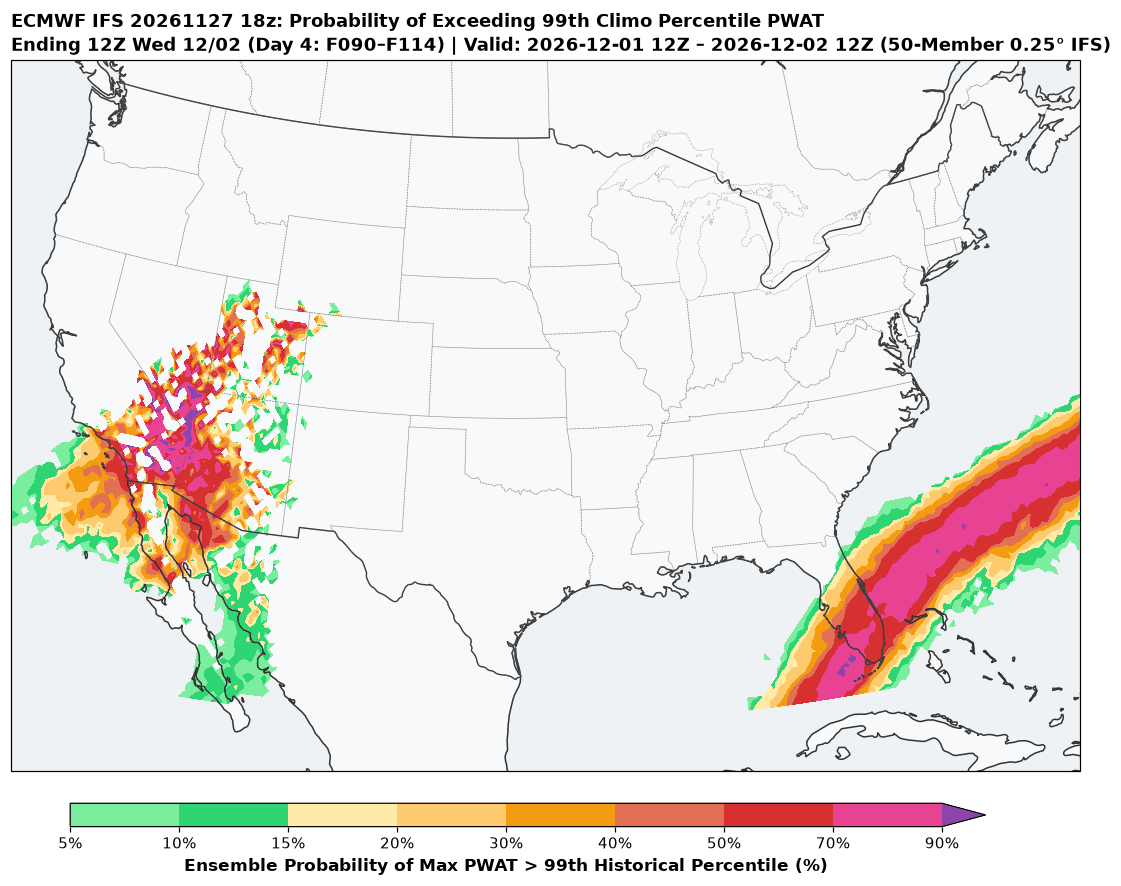 ECMWF IFS 20261127 18z: Probability of Exceeding 99th Climo Percentile PWAT
Ending 12Z Wed 12/02 (Day 4: F090–F114) | Valid: 2026-12-01 12Z – 2026-12-02 12Z (50-Member 0.25° IFS)
5% 10% 15% 20% 30% 40% 50% 70% 90%
Ensemble Probability of Max PWAT > 99th Historical Percentile (%)